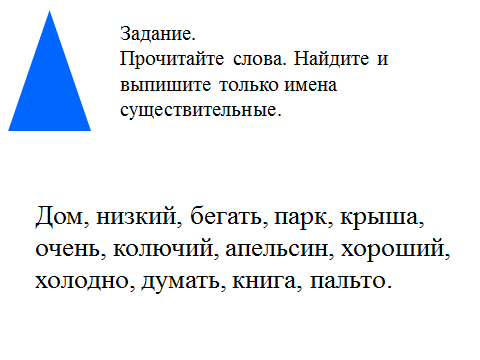 Задание.
Прочитайте слова. Найдите и
выпишите только имена
существительные.
Дом, низкий, бегать, парк, крыша,
очень, колючий, апельсин, хороший,
холодно, думать, книга, пальто.